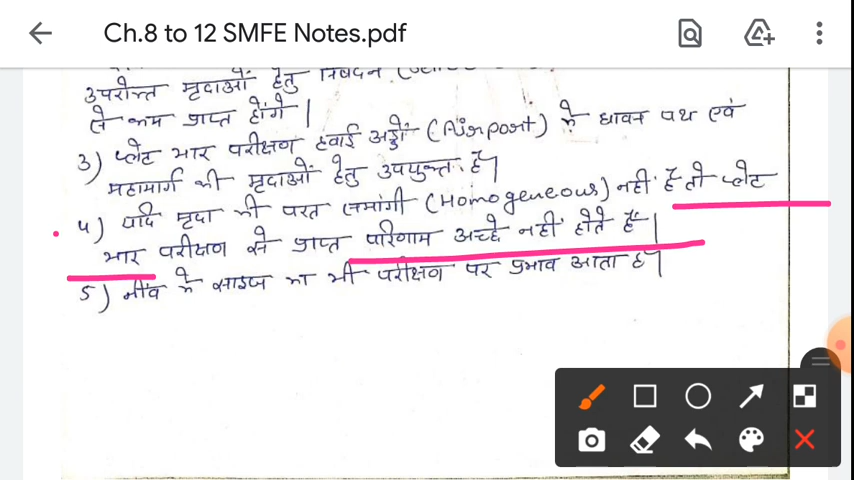 Ch.8 to 12 SMFE Notes.pdf
उपरोक्त मृदाओं हेतु
से कम प्राप्त होंगे |
3) प्लेट भार परीक्षण हवाई अड्डों (Airport) के धावन पथ एवं
महामार्ग की मृदाओं हेतु उपयुक्त है|
4) यदि मृदा की परत समांगी (Homogeneous) नहीं है तो प्लेट
भार परीक्षण से प्राप्त परिणाम अच्छे नहीं होते हैं|
5) नींव के साइज का भी परीक्षण पर प्रभाव आता है|